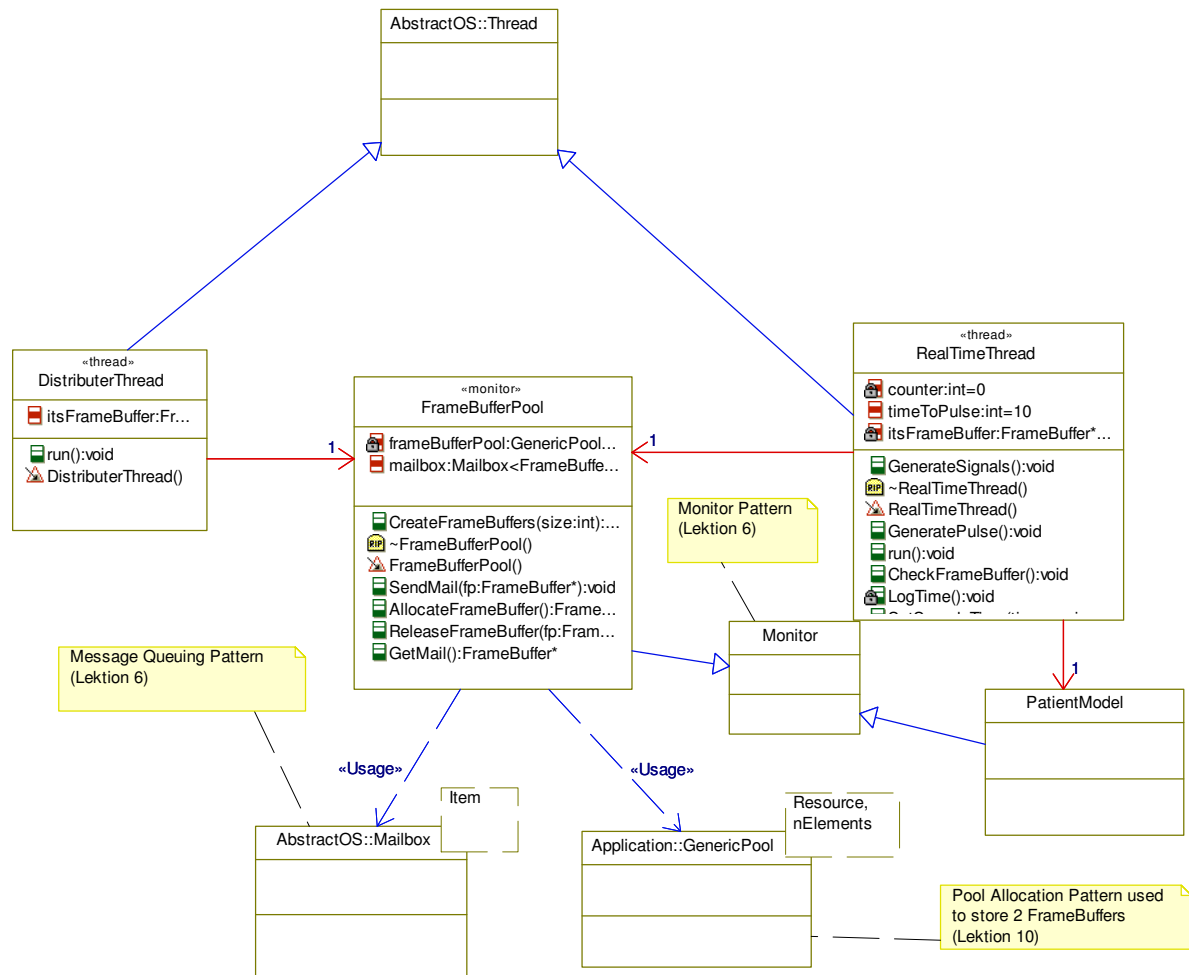 AbstractOS::Thread
«thread»
DistributerThread
itsFrameBuffer:Fr...
run():void
DistributerThread()
1
«monitor»
FrameBufferPool
frameBufferPool:GenericPool...
mailbox:Mailbox<FrameBuffe...
CreateFrameBuffers(size:int):...
RIP ~FrameBufferPool()
FrameBufferPool()
SendMail(fp:FrameBuffer*):void
AllocateFrameBuffer():Frame...
ReleaseFrameBuffer(fp:Fram...
GetMail():FrameBuffer*
1
«thread»
RealTimeThread
counter:int=0
timeToPulse:int=10
itsFrameBuffer:FrameBuffer*...
GenerateSignals():void
RIP ~RealTimeThread()
RealTimeThread()
GeneratePulse():void
run():void
CheckFrameBuffer():void
LogTime():void
Monitor Pattern
(Lektion 6)
Monitor
1
PatientModel
Message Queuing Pattern
(Lektion 6)
«Usage»
«Usage»
Item
AbstractOS::Mailbox
Resource,
nElements
Application::GenericPool
Pool Allocation Pattern used
to store 2 FrameBuffers
(Lektion 10)